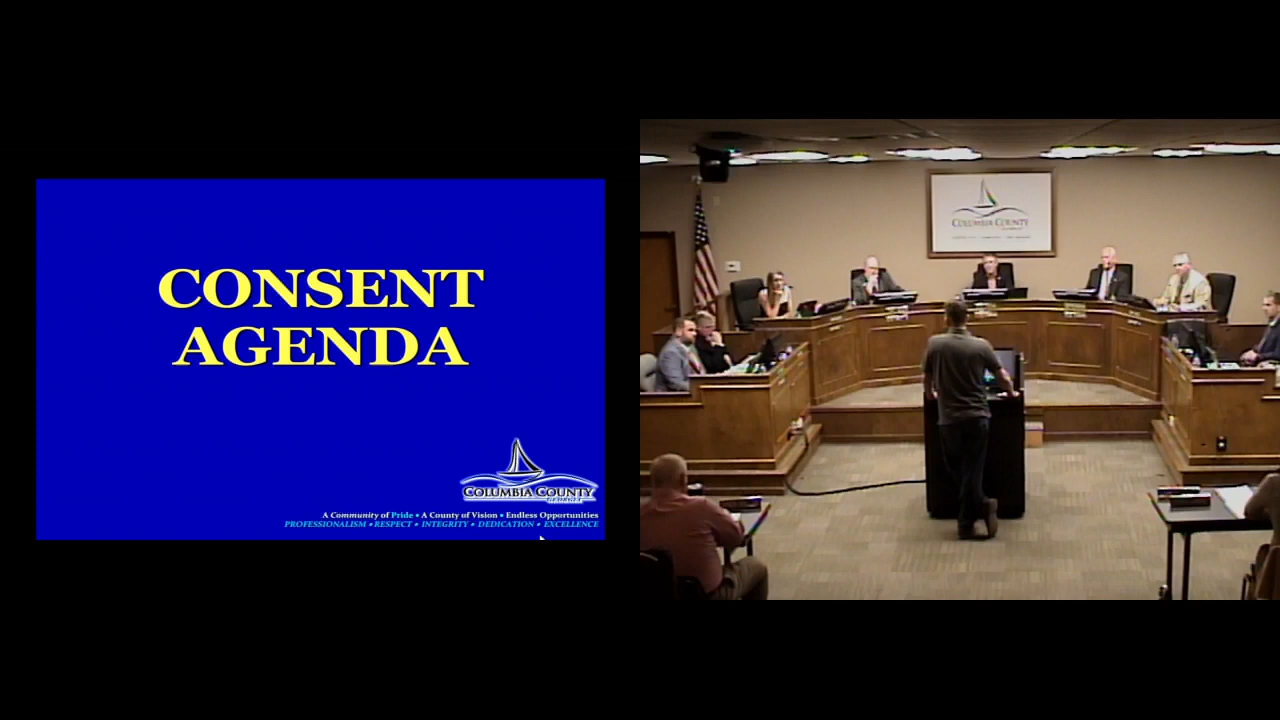 CONSENT
AGENDA
COLUMBIA COUNTY
GEORGIA
A Community of Pride • A County of Vision • Endless Opportunities
PROFESSIONALISM • RESPECT • INTEGRITY • DEDICATION • EXCELLENCE
COLUMBIA COUNTY